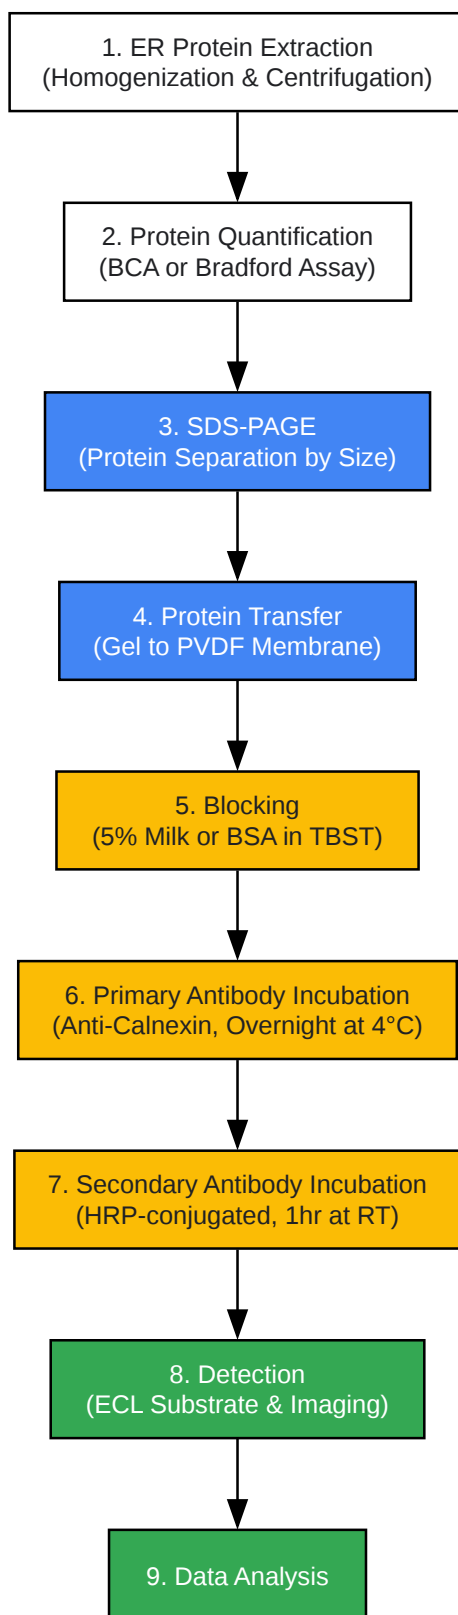 1. ER Protein Extraction
(Homogenization & Centrifugation)
2. Protein Quantification
(BCA or Bradford Assay)
3. SDS-PAGE
(Protein Separation by Size)
4. Protein Transfer
(Gel to PVDF Membrane)
5. Blocking
(5% Milk or BSA in TBST)
6. Primary Antibody Incubation
(Anti-Calnexin, Overnight at 4°C)
7. Secondary Antibody Incubation
(HRP-conjugated, 1hr at RT)
8. Detection
(ECL Substrate & Imaging)
9. Data Analysis